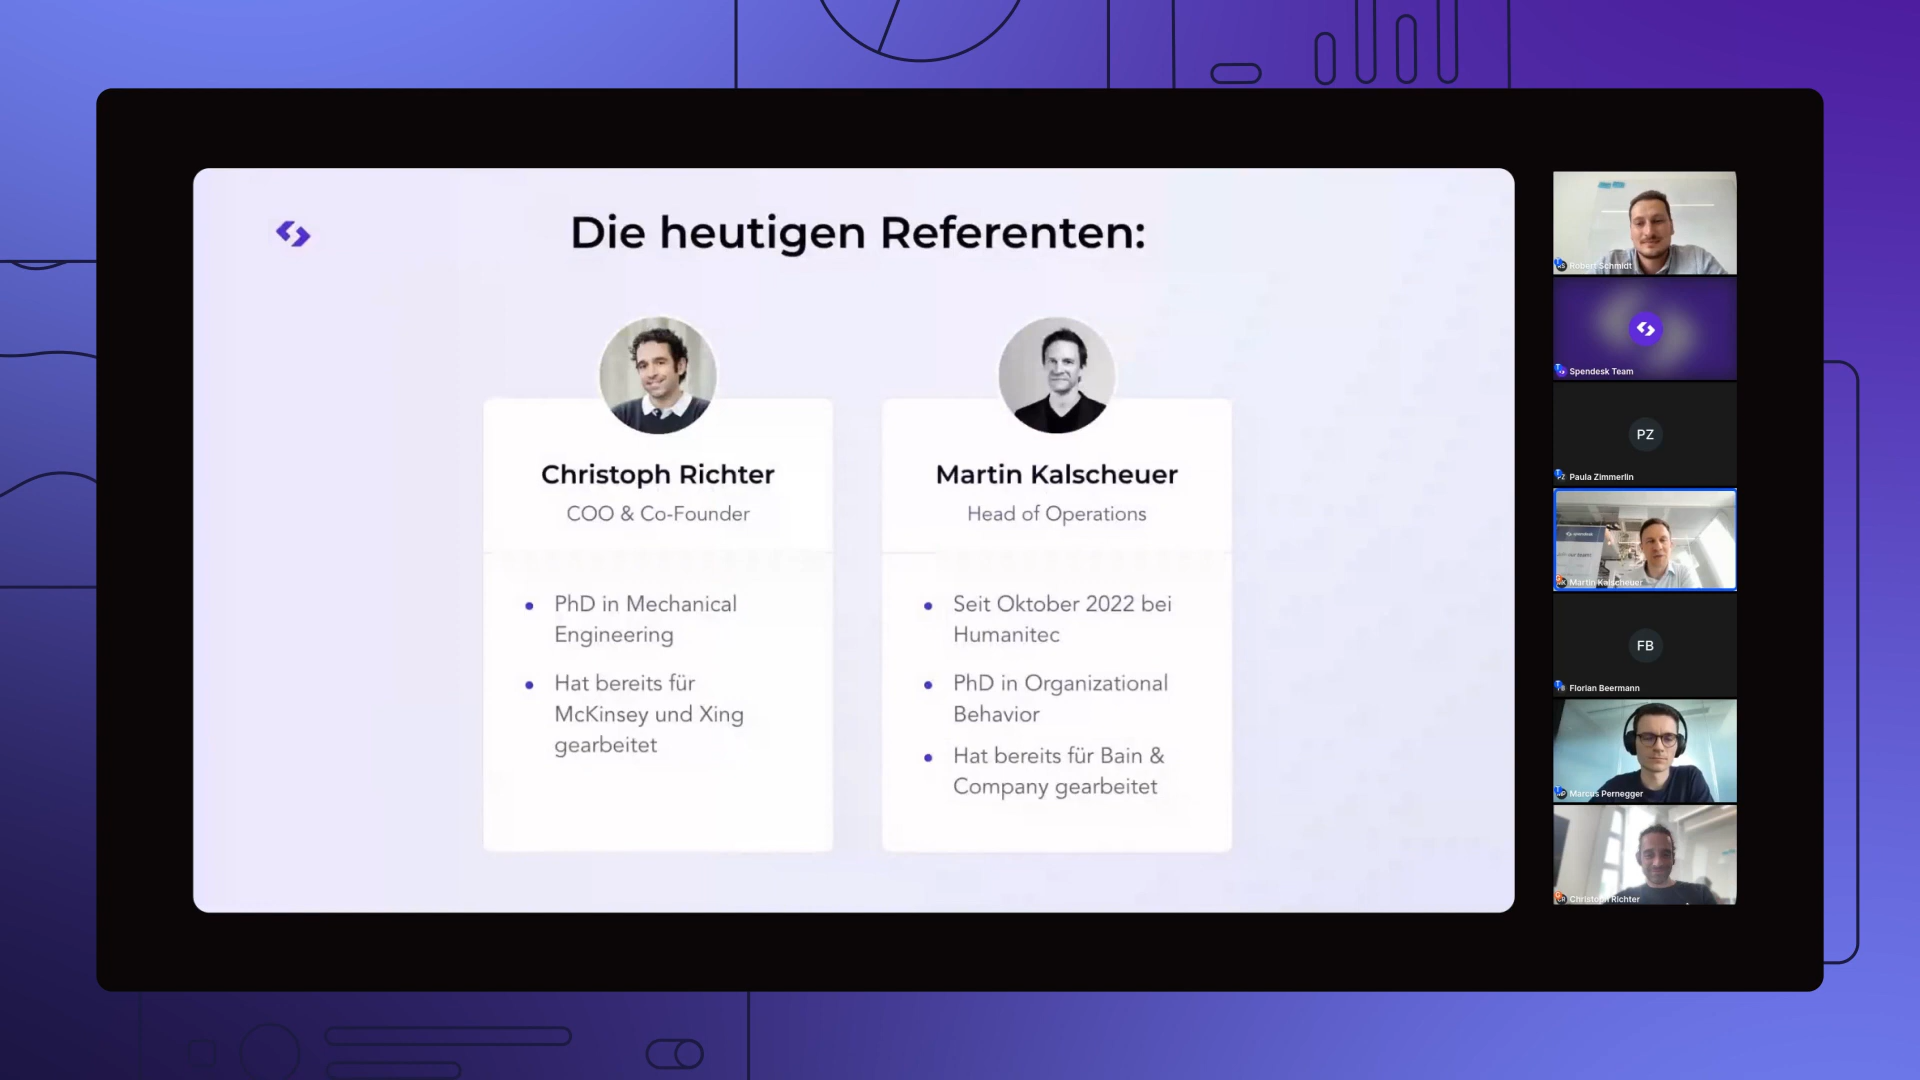 Die heutigen Referenten:
Christoph Richter
COO & Co-Founder
PhD in Mechanical
Engineering
Hat bereits für
McKinsey und Xing
gearbeitet
Martin Kalscheuer
Head of Operations
Seit Oktober 2022 bei
Humanitec
PhD in Organizational
Behavior
Hat bereits für Bain &
Company gearbeitet
Robert Schmidt
Spendesk Team
PZ
Paula Zimmerlin
spendesk
Martin Kalscheuer
FB
Florian Beermann
Marcus Pernegger
Christoph Richter